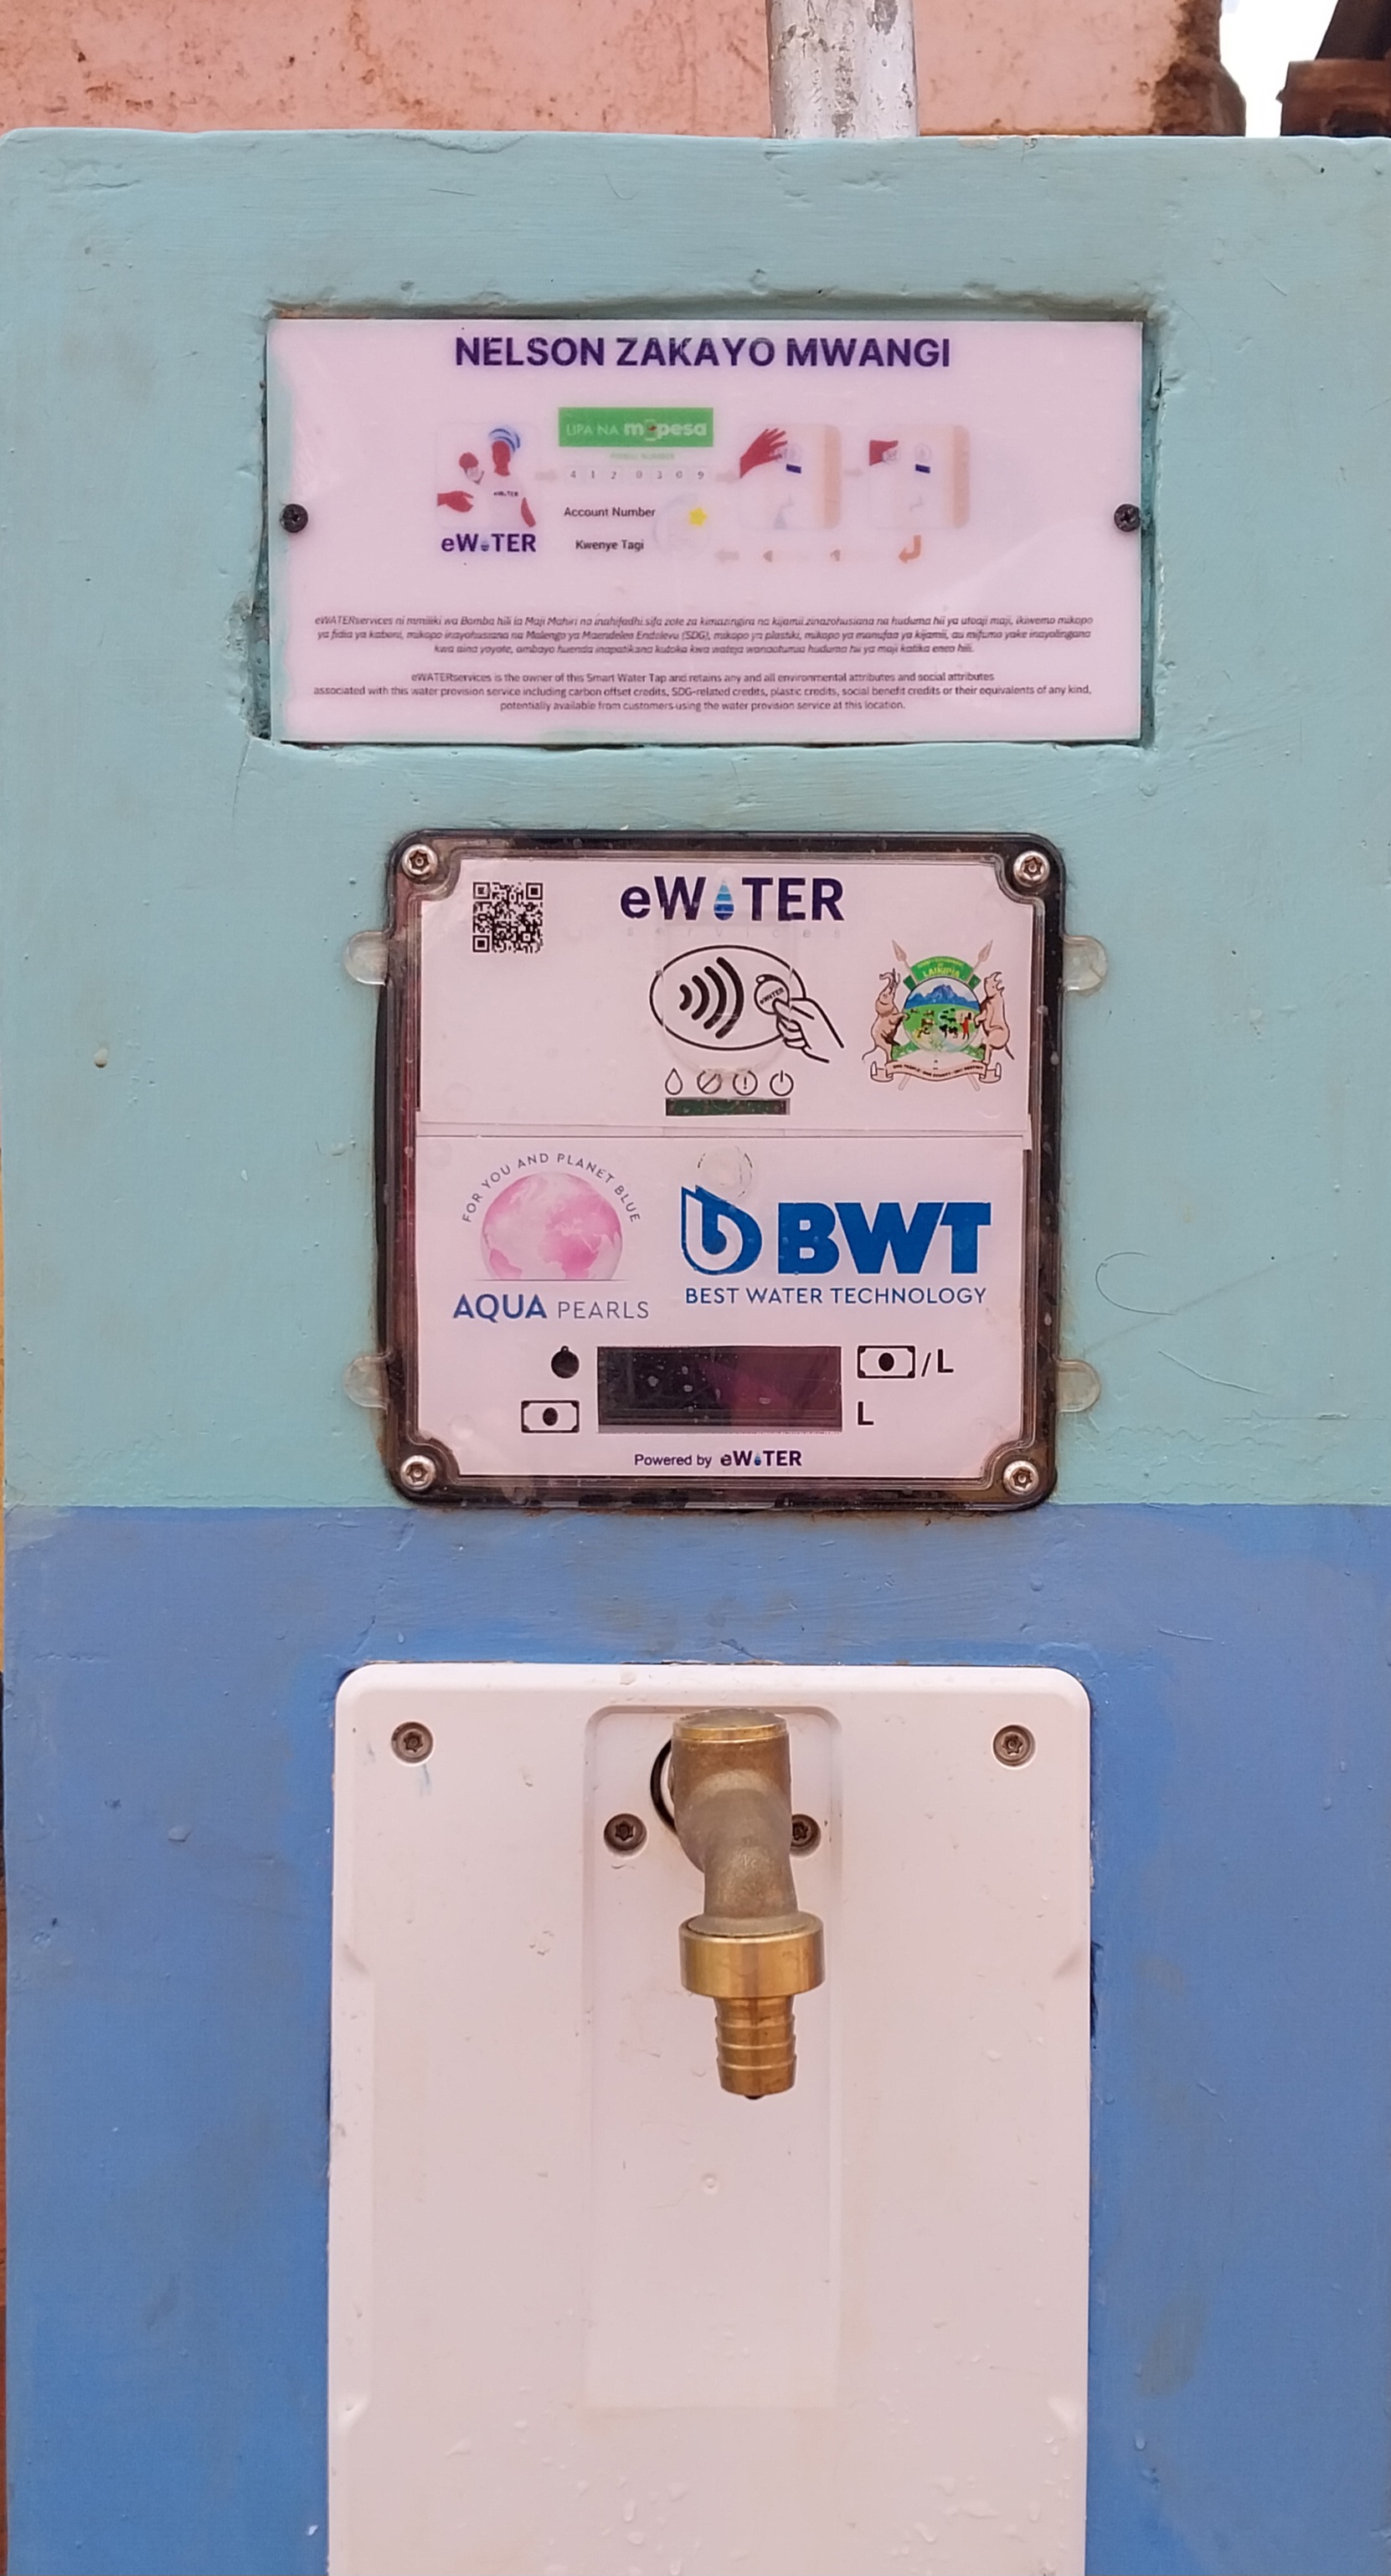 NELSON ZAKAYO MWANGI
LIPA NA m-pesa
4 1 2 0 3 0 9
Account Number
Kwenye Tagi
eWATER
eWATERservices ni mmiliki wa Bomba hili la Maji Mahiri na inahifadhi sifa zote za kimazingira na kijamii zinazohusiana na huduma hii ya utoaji maji, ikiwemo mikopo
ya fidia ya kaboni, mikopo inayohusiana na Malengo ya Maendeleo Endelevu (SDG), mikopo ya plastiki, mikopo ya manufaa ya kijamii, au mifumo yake inayolingana
kwa aina yoyote, ambayo huenda inapatikana kutoka kwa wateja wanaotumia huduma hii ya maji katika eneo hili.
eWATERservices is the owner of this Smart Water Tap and retains any and all environmental attributes and social attributes
associated with this water provision service including carbon offset credits, SDG-related credits, plastic credits, social benefit credits or their equivalents of any kind,
potentially available from customers using the water provision service at this location.
eWATER
services
eWATER
LAIKIPIA
FOR YOU AND PLANET BLUE
AQUA PEARLS
BWT
BEST WATER TECHNOLOGY
/L
L
Powered by eWATER